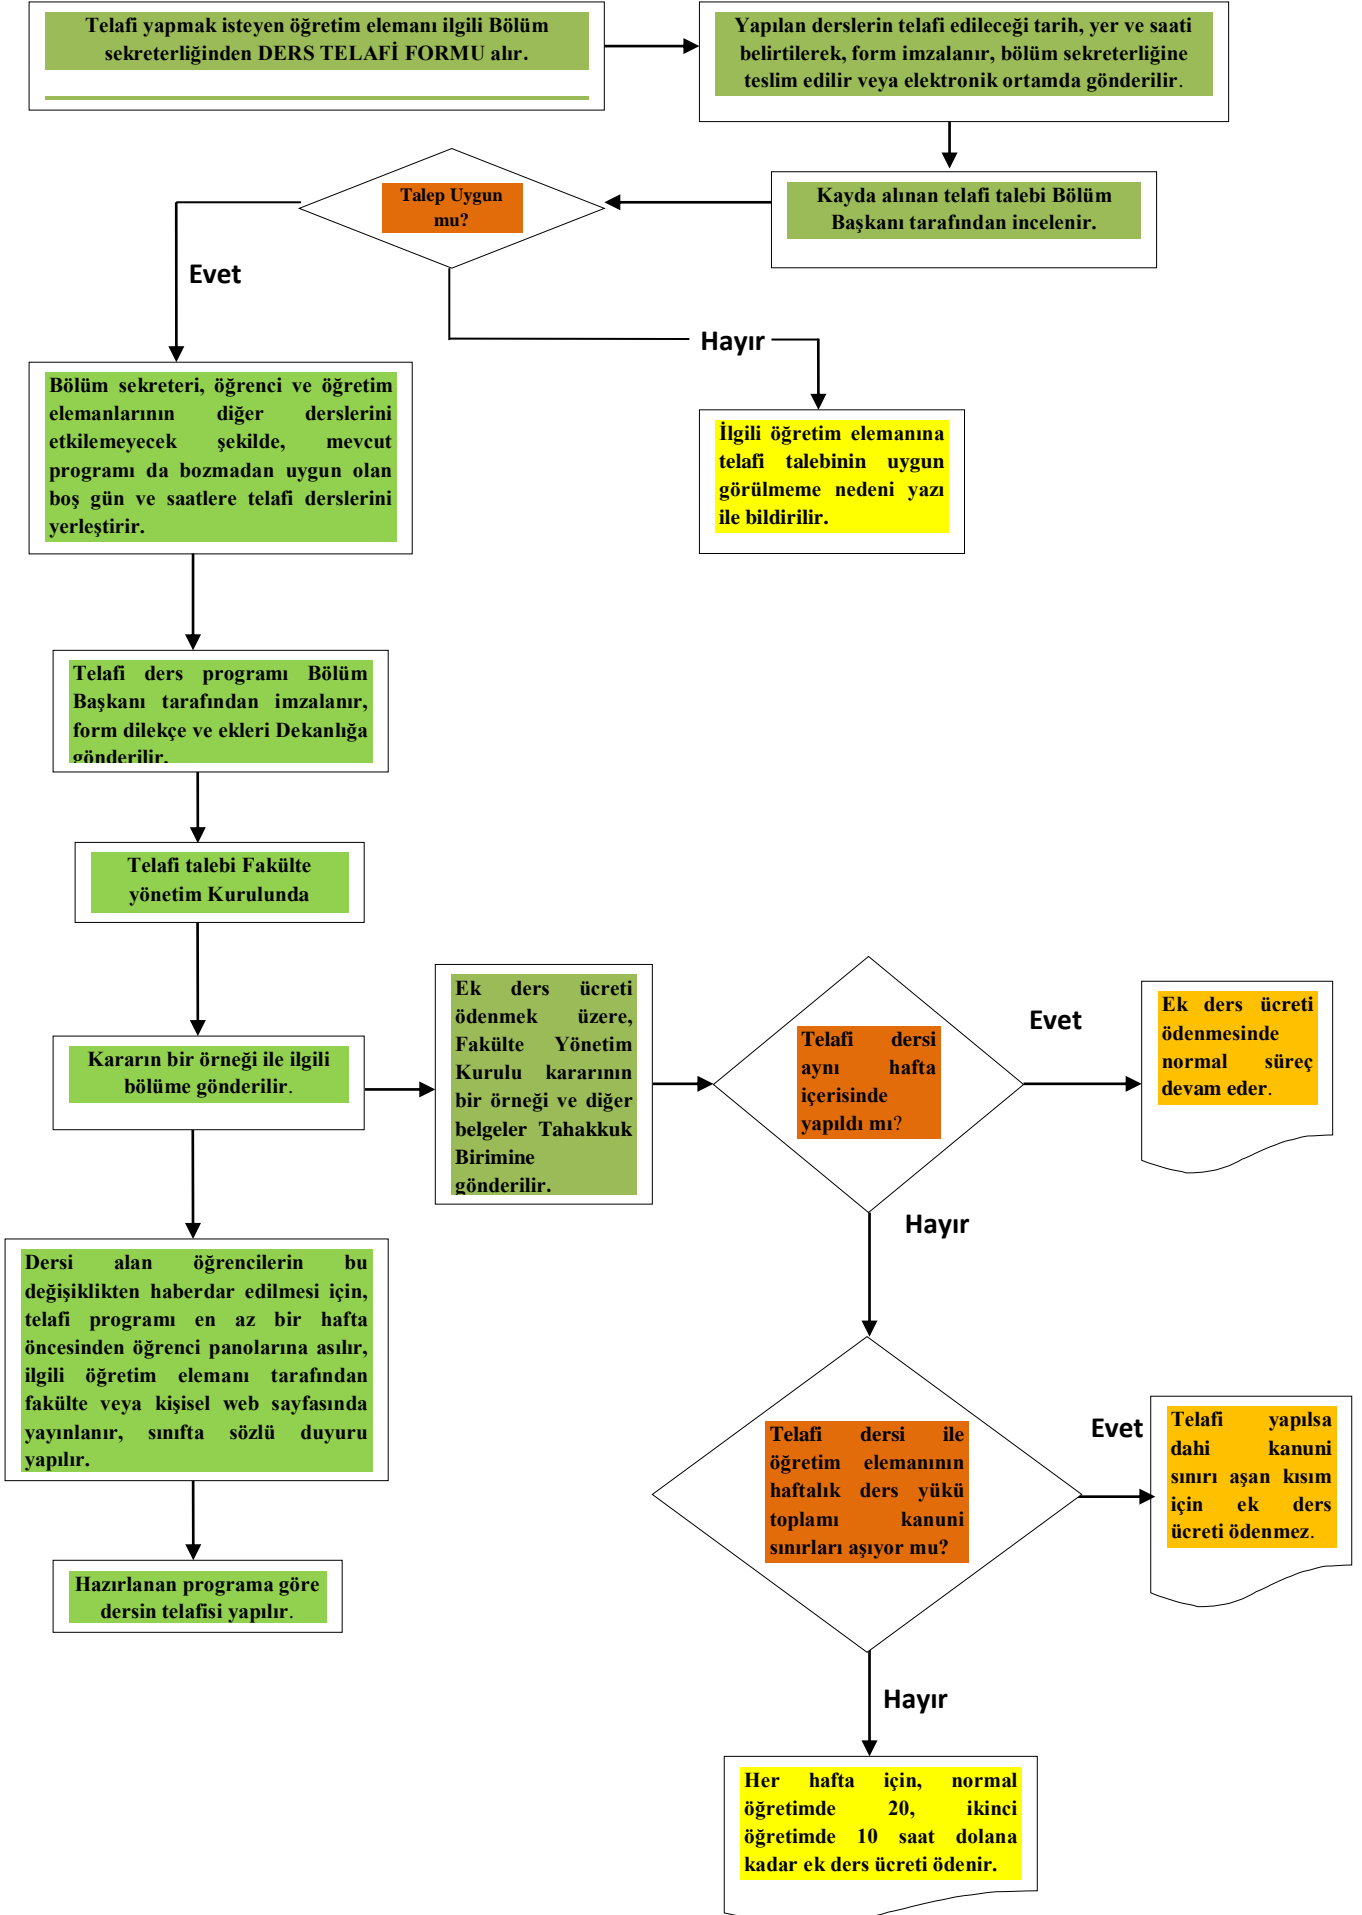 Telafi yapmak isteyen öğretim elemanı ilgili Bölüm
sekreterliğinden DERS TELAFİ FORMU alır.
Yapılan derslerin telafi edileceği tarih, yer ve saati
belirtilerek, form imzalanır, bölüm sekreterliğine
teslim edilir veya elektronik ortamda gönderilir.
Kayda alınan telafi talebi Bölüm
Başkanı tarafından incelenir.
Talep Uygun
mu?
Evet
Hayır
Bölüm sekreteri, öğrenci ve öğretim
elemanlarının diğer derslerini
etkilemeyecek şekilde, mevcut
programı da bozmadan uygun olan
boş gün ve saatlere telafi derslerini
yerleştirir.
İlgili öğretim elemanına
telafi talebinin uygun
görülmeme nedeni yazı
ile bildirilir.
Telafi ders programı Bölüm
Başkanı tarafından imzalanır,
form dilekçe ve ekleri Dekanlığa
gönderilir.
Telafi talebi Fakülte
yönetim Kurulunda
Kararın bir örneği ile ilgili
bölüme gönderilir.
Ek ders ücreti
ödenmek üzere,
Fakülte Yönetim
Kurulu kararının
bir örneği ve diğer
belgeler Tahakkuk
Birimine
gönderilir.
Telafi dersi
aynı hafta
içerisinde
yapıldı mı?
Evet
Ek ders ücreti
ödenmesinde
normal süreç
devam eder.
Hayır
Dersi alan öğrencilerin bu
değişiklikten haberdar edilmesi için,
telafi programı en az bir hafta
öncesinden öğrenci panolarına asılır,
ilgili öğretim elemanı tarafından
fakülte veya kişisel web sayfasında
yayınlanır, sınıfta sözlü duyuru
yapılır.
Telafi dersi ile
öğretim elemanının
haftalık ders yükü
toplamı kanuni
sınırları aşıyor mu?
Evet
Telafi yapılsa
dahi kanuni
sınırı aşan kısım
için ek ders
ücreti ödenmez.
Hazırlanan programa göre
dersin telafisi yapılır.
Hayır
Her hafta için, normal
öğretimde 20, ikinci
öğretimde 10 saat dolana
kadar ek ders ücreti ödenir.